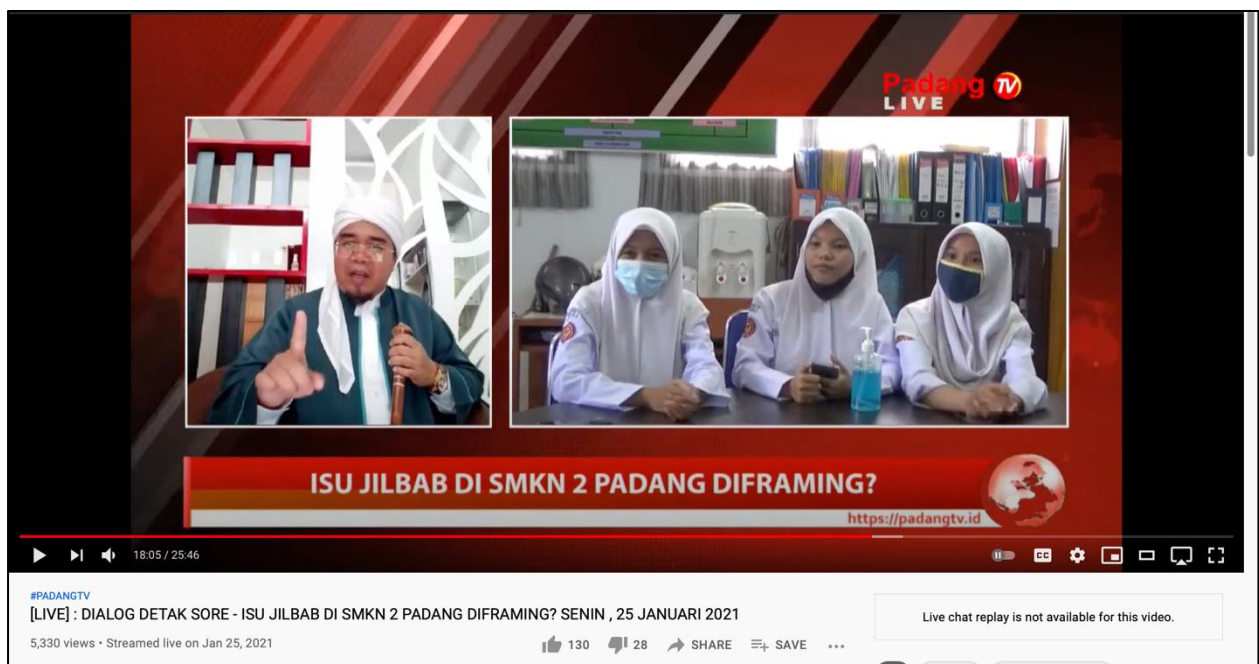 Padang TV
LIVE
ISU JILBAB DI SMKN 2 PADANG DIFRAMING?
https://padangtv.id
18:05 / 25:46
CC
#PADANGTV
[LIVE] : DIALOG DETAK SORE - ISU JILBAB DI SMKN 2 PADANG DIFRAMING? SENIN , 25 JANUARI 2021
Live chat replay is not available for this video.
5,330 views • Streamed live on Jan 25, 2021
130
28
SHARE
SAVE